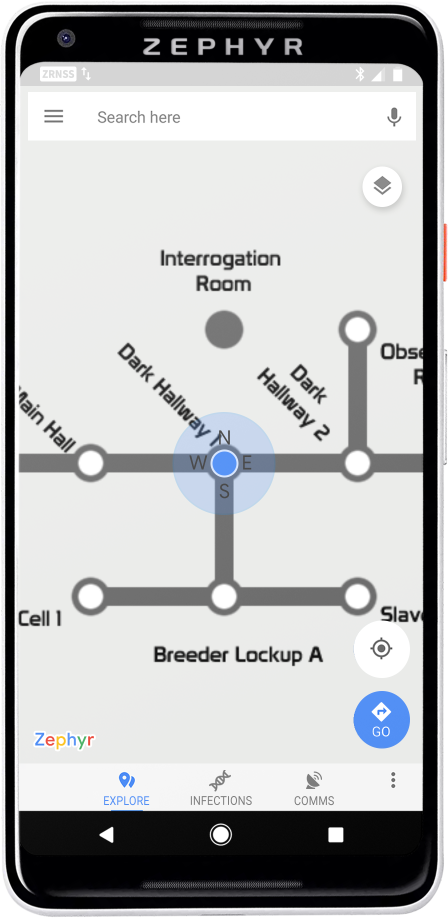 ZEPHYR
ZRNSS
Search here
Interrogation
Room
Dark Hallway 1
Dark
Hallway 2
Obse
R
Main Hall
N
W E
S
Cell 1
Slave
Breeder Lockup A
GO
Zephyr
EXPLORE INFECTIONS COMMS